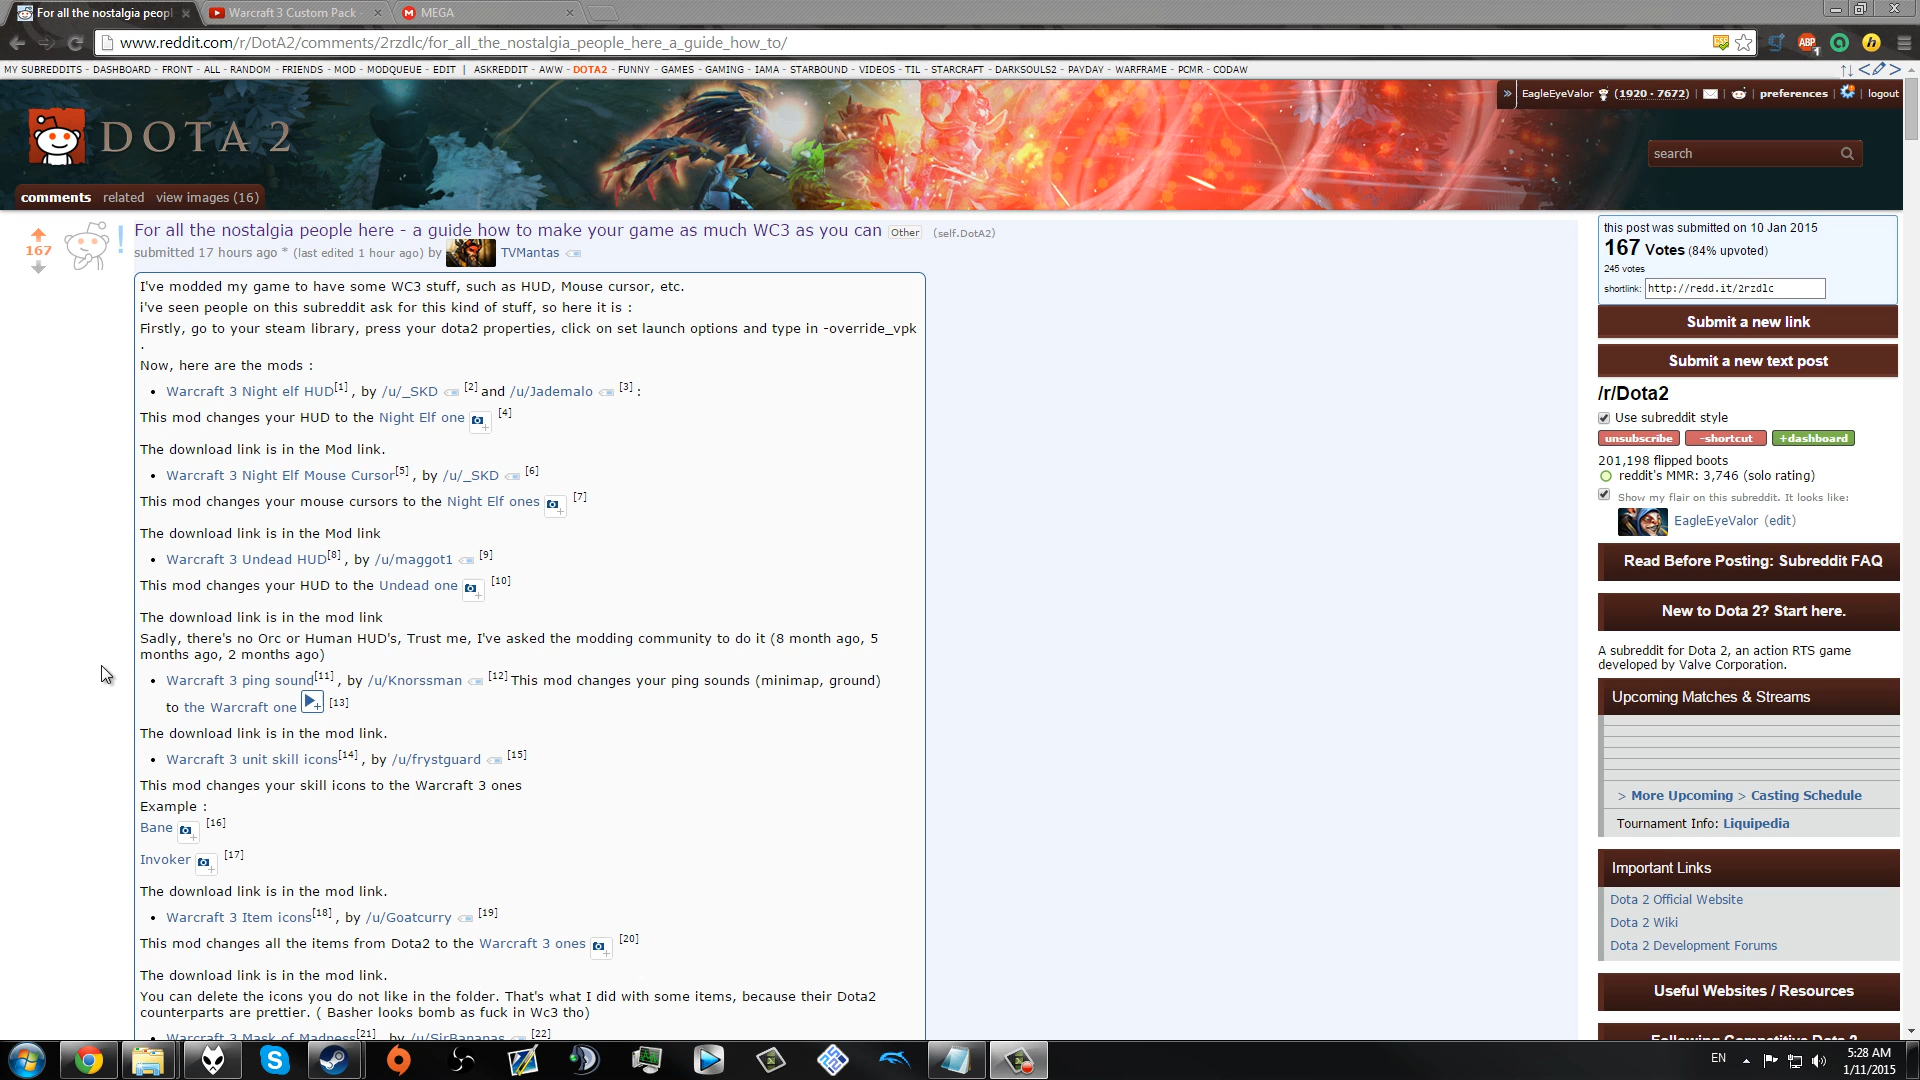 For all the nostalgia peopl
Warcraft 3 Custom Pack -
MEGA
www.reddit.com/r/DotA2/comments/2rzdlc/for_all_the_nostalgia_people_here_a_guide_how_to/
MY SUBREDDITS - DASHBOARD - FRONT - ALL - RANDOM - FRIENDS - MOD - MODQUEUE - EDIT | ASKREDDIT - AWW - DOTA2 - FUNNY - GAMES - GAMING - IAMA - STARBOUND - VIDEOS - TIL - STARCRAFT - DARKSOULS2 - PAYDAY - WARFRAME - PCMR - CODAW
» EagleEyeValor (1920 · 7672) | | | preferences | | logout
DOTA 2
search
comments related view images (16)
167
For all the nostalgia people here - a guide how to make your game as much WC3 as you can Other (self.DotA2)
submitted 17 hours ago * (last edited 1 hour ago) by TVMantas
I've modded my game to have some WC3 stuff, such as HUD, Mouse cursor, etc.
i've seen people on this subreddit ask for this kind of stuff, so here it is :
Firstly, go to your steam library, press your dota2 properties, click on set launch options and type in -override_vpk
.
Now, here are the mods :
• Warcraft 3 Night elf HUD[1] , by /u/_SKD [2] and /u/Jademalo [3] :
This mod changes your HUD to the Night Elf one [4]
The download link is in the Mod link.
• Warcraft 3 Night Elf Mouse Cursor[5] , by /u/_SKD [6]
This mod changes your mouse cursors to the Night Elf ones [7]
The download link is in the Mod link
• Warcraft 3 Undead HUD[8] , by /u/maggot1 [9]
This mod changes your HUD to the Undead one [10]
The download link is in the mod link
Sadly, there's no Orc or Human HUD's, Trust me, I've asked the modding community to do it (8 month ago, 5
months ago, 2 months ago)
• Warcraft 3 ping sound[11] , by /u/Knorssman [12] This mod changes your ping sounds (minimap, ground)
to the Warcraft one [13]
The download link is in the mod link.
• Warcraft 3 unit skill icons[14] , by /u/frystguard [15]
This mod changes your skill icons to the Warcraft 3 ones
Example :
Bane [16]
Invoker [17]
The download link is in the mod link.
• Warcraft 3 Item icons[18] , by /u/Goatcurry [19]
This mod changes all the items from Dota2 to the Warcraft 3 ones [20]
The download link is in the mod link.
You can delete the icons you do not like in the folder. That's what I did with some items, because their Dota2
counterparts are prettier. ( Basher looks bomb as fuck in Wc3 tho)
• Warcraft 3 Mask of Madness[21] , by /u/SirBananas [22]
this post was submitted on 10 Jan 2015
167 Votes (84% upvoted)
245 votes
shortlink: http://redd.it/2rzdlc
Submit a new link
Submit a new text post
/r/Dota2
Use subreddit style
unsubscribe -shortcut +dashboard
201,198 flipped boots
reddit's MMR: 3,746 (solo rating)
Show my flair on this subreddit. It looks like:
EagleEyeValor (edit)
Read Before Posting: Subreddit FAQ
New to Dota 2? Start here.
A subreddit for Dota 2, an action RTS game
developed by Valve Corporation.
Upcoming Matches & Streams
> More Upcoming > Casting Schedule
Tournament Info: Liquipedia
Important Links
Dota 2 Official Website
Dota 2 Wiki
Dota 2 Development Forums
Useful Websites / Resources
Following Competitive Dota 2
EN
5:28 AM
1/11/2015